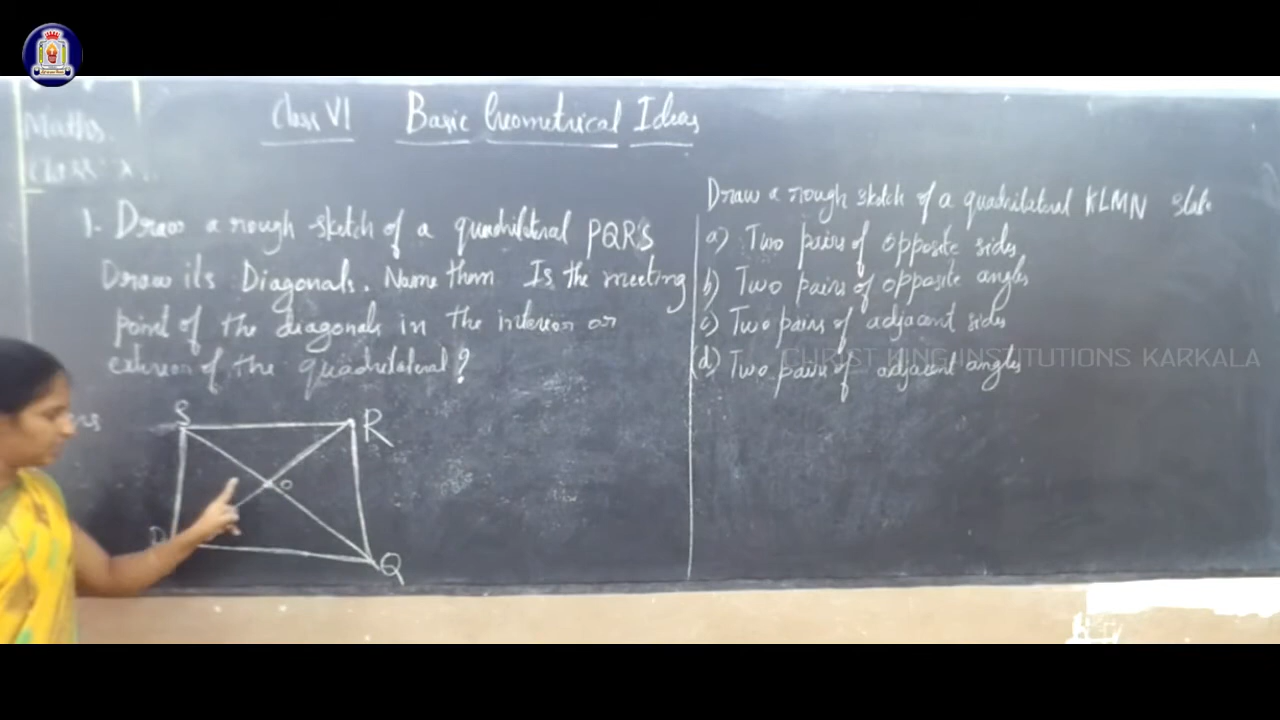 Maths.
Class VI Basic Geometrical Ideas
1. Draw a rough sketch of a quadrilateral PQRS
Draw its Diagonals. Name them Is the meeting
point of the diagonals in the interior or
exterior of the quadrilateral?
S
R
O
P
Q
Draw a rough sketch of a quadrilateral KLMN State
a) Two pairs of opposite sides
b) Two pairs of opposite angles
c) Two pairs of adjacent sides
(d) Two pairs of adjacent angles
CHRIST KING INSTITUTIONS KARKALA